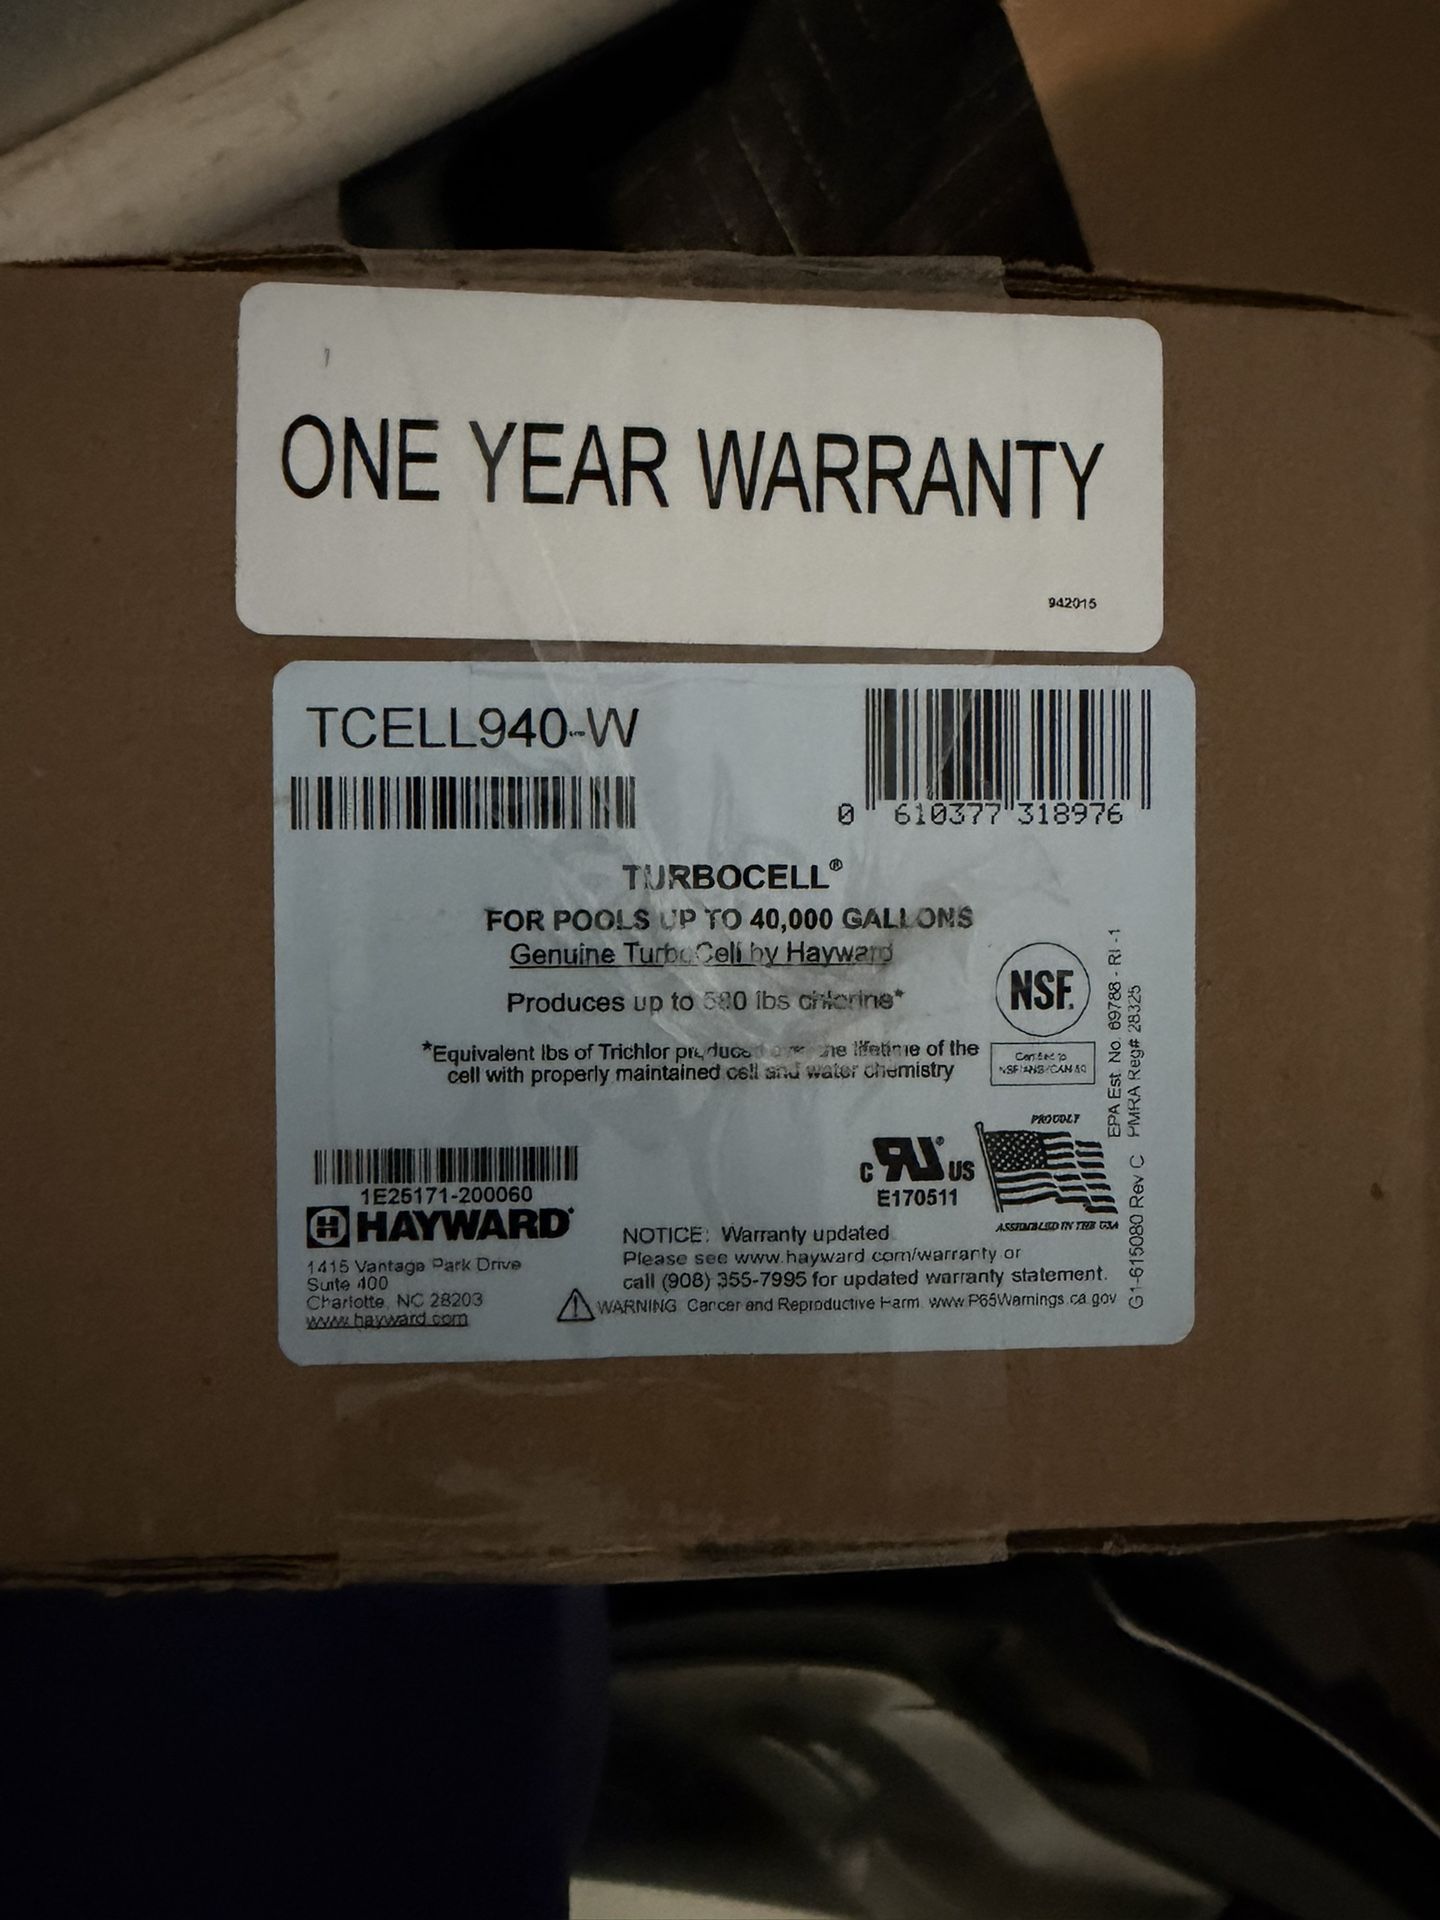 ONE YEAR WARRANTY
942015
TCELL940-W
0 610377 318976
TURBOCELL®
FOR POOLS UP TO 40,000 GALLONS
Genuine TurboCell by Hayward
Produces up to 580 lbs chlorine*
*Equivalent lbs of Trichlor produced over the lifetime of the
cell with properly maintained cell and water chemistry
NSF.
Certified to
EPA Est. No. 69788 - RI -1
PMRA Reg# 28325
G1-615080 Rev C
1E25171-200060
HAYWARD
1415 Vantage Park Drive
Suite 400
Charlotte, NC 28203
www.hayward.com
C RU® US
E170511
PROUDLY
ASSEMBLED IN THE USA
NOTICE: Warranty updated
Please see www.hayward.com/warranty or
call (908) 355-7995 for updated warranty statement.
WARNING Cancer and Reproductive Harm www.P65Warnings.ca.gov